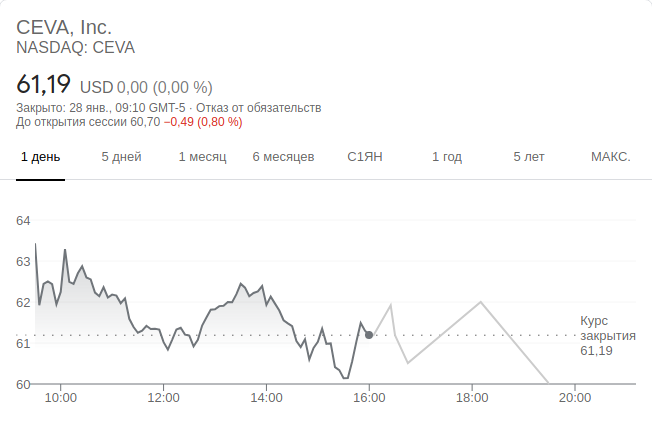 CEVA, Inc.
NASDAQ: CEVA
61,19 USD 0,00 (0,00 %)
Закрыто: 28 янв., 09:10 GMT-5 · Отказ от обязательств
До открытия сессии 60,70 −0,49 (0,80 %)
1 день 5 дней 1 месяц 6 месяцев С1ЯН 1 год 5 лет МАКС.
64
63
62
61
60
Курс
закрытия
61,19
10:00 12:00 14:00 16:00 18:00 20:00